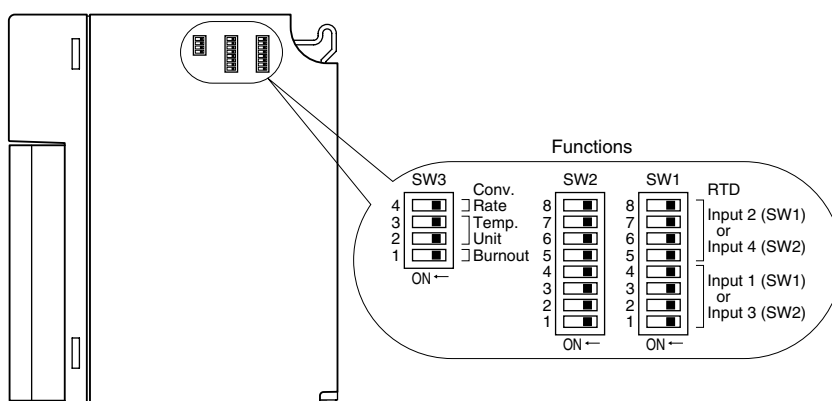 Functions
SW3
Conv.
4 Rate
3 Temp.
2 Unit
1 Burnout
ON ←
SW2
8
7
6
5
4
3
2
1
ON ←
SW1
8
7
6
5
4
3
2
1
ON ←
RTD
Input 2 (SW1)
or
Input 4 (SW2)
Input 1 (SW1)
or
Input 3 (SW2)